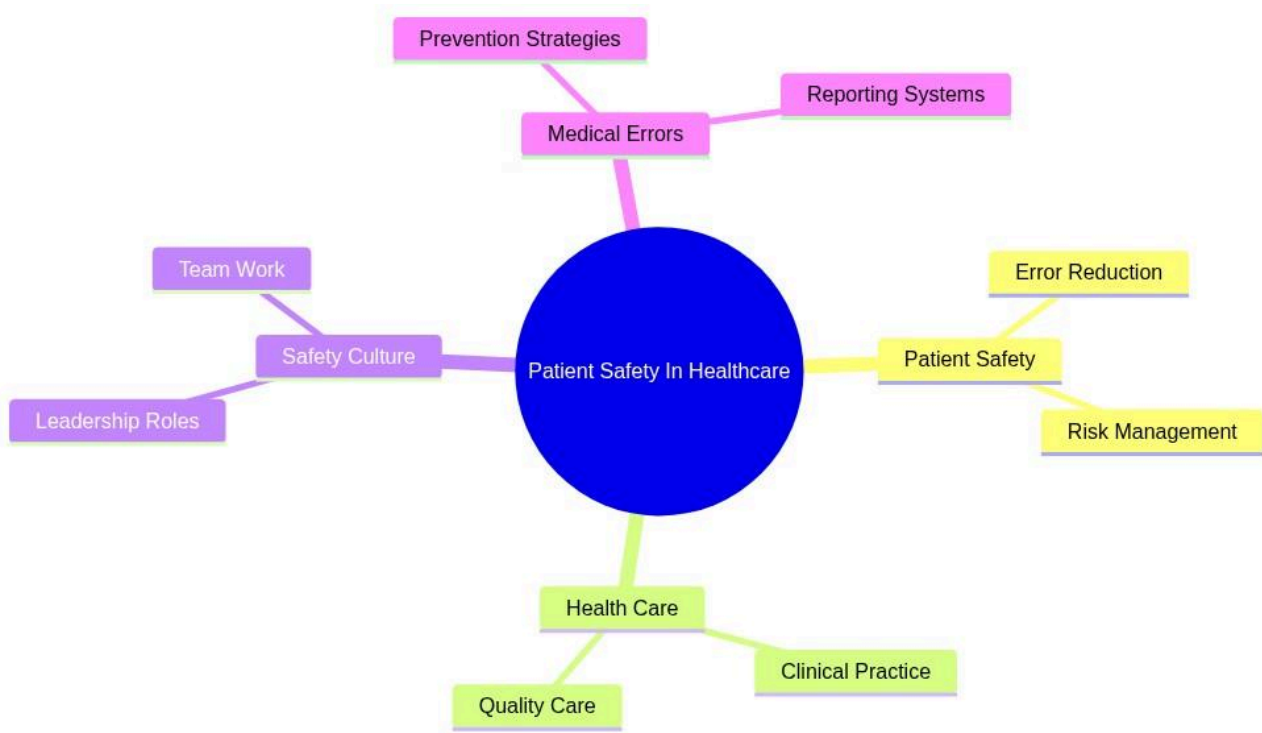 Prevention Strategies
Reporting Systems
Medical Errors
Team Work
Error Reduction
Safety Culture
Patient Safety
Patient Safety In Healthcare
Leadership Roles
Risk Management
Health Care
Clinical Practice
Quality Care